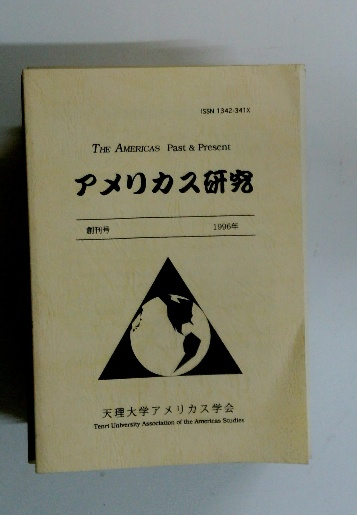 ISSN 1342-341X
THE AMERICAS Past & Present
アメリカス研究
創刊号 1996年
天理大学アメリカス学会
Tenri University Association of the Americas Studies